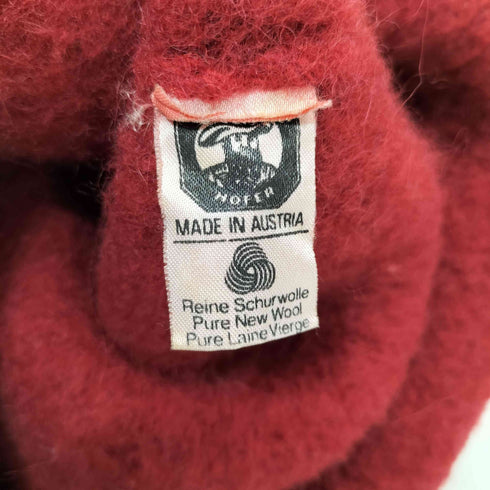 HOFER
MADE IN AUSTRIA
Reine Schurwolle
Pure New Wool
Pure Laine Vierge